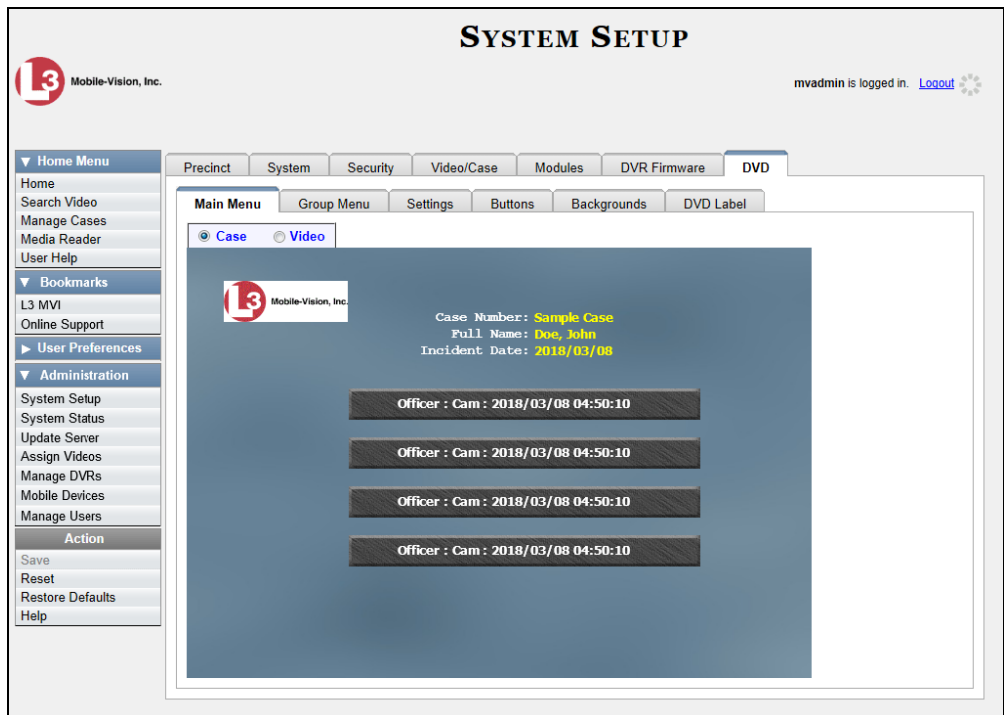 SYSTEM SETUP
L3 Mobile-Vision, Inc.
mvadmin is logged in. Logout
▼ Home Menu
Home
Search Video
Manage Cases
Media Reader
User Help
▼ Bookmarks
L3 MVI
Online Support
▶ User Preferences
▼ Administration
System Setup
System Status
Update Server
Assign Videos
Manage DVRs
Mobile Devices
Manage Users
Action
Save
Reset
Restore Defaults
Help
Precinct System Security Video/Case Modules DVR Firmware DVD
Main Menu Group Menu Settings Buttons Backgrounds DVD Label
Case Video
L3 Mobile-Vision, Inc.
Case Number: Sample Case
Full Name: Doe, John
Incident Date: 2018/03/08
Officer : Cam : 2018/03/08 04:50:10
Officer : Cam : 2018/03/08 04:50:10
Officer : Cam : 2018/03/08 04:50:10
Officer : Cam : 2018/03/08 04:50:10